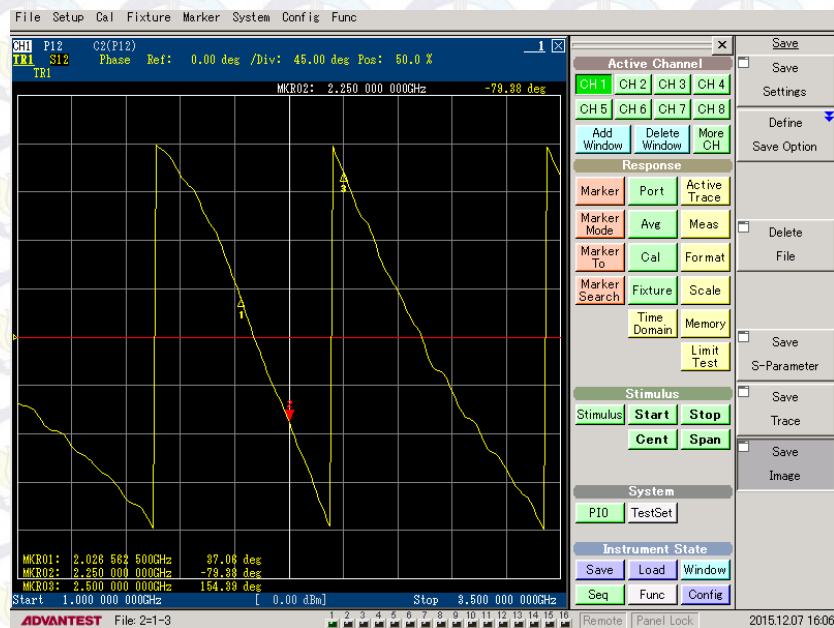 File Setup Cal Fixture Marker System Config Func
CH1 P12 C2(P12) 1
TR1 S12 Phase Ref: 0.00 deg /Div: 45.00 deg Pos: 50.0 %
TR1
MKR02: 2.250 000 000GHz -79.38 deg
3
1
2
MKR01: 2.026 562 500GHz 37.06 deg
MKR02: 2.250 000 000GHz -79.38 deg
MKR03: 2.500 000 000GHz 154.39 deg
Start 1.000 000 000GHz [ 0.00 dBm] Stop 3.500 000 000GHz
Active Channel
CH 1 CH 2 CH 3 CH 4
CH 5 CH 6 CH 7 CH 8
Add Window Delete Window More CH
Response
Marker Port Active Trace
Marker Mode Avg Meas
Marker To Cal Format
Marker Search Fixture Scale
Time Domain Memory
Limit Test
Stimulus
Stimulus Start Stop
Cent Span
System
PIO TestSet
Instrument State
Save Load Window
Seq Func Config
Save
Save
Settings
Define
Save Option
Delete
File
Save
S-Parameter
Save
Trace
Save
Image
ADVANTEST File: 2=1-3 1 2 3 4 5 6 7 8 9 10 11 12 13 14 15 16 Remote Panel Lock 2015.12.07 16:06